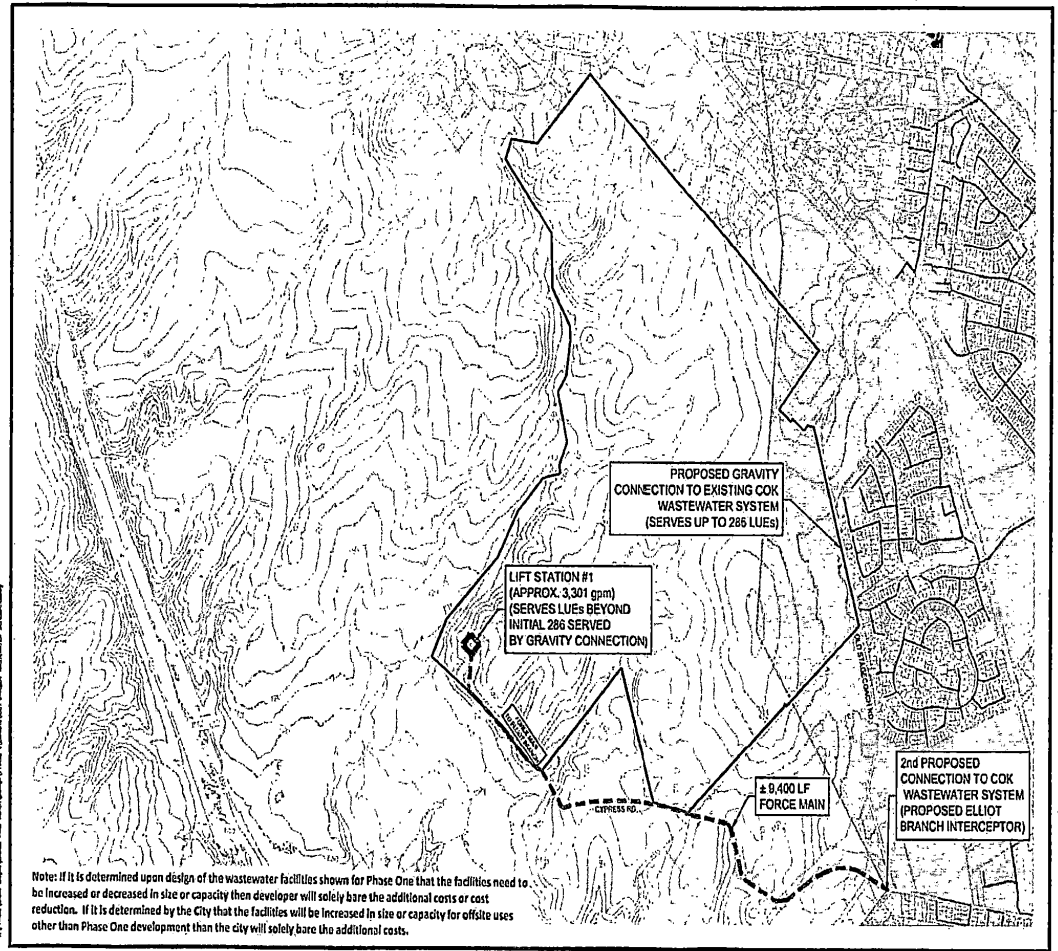 PROPOSED GRAVITY
CONNECTION TO EXISTING COK
WASTEWATER SYSTEM
(SERVES UP TO 286 LUEs)
LIFT STATION #1
(APPROX. 3,301 gpm)
(SERVES LUEs BEYOND
INITIAL 286 SERVED
BY GRAVITY CONNECTION)
2nd PROPOSED
CONNECTION TO COK
WASTEWATER SYSTEM
(PROPOSED ELLIOT
BRANCH INTERCEPTOR)
± 9,400 LF
FORCE MAIN
CYPRESS RD.
Note: If it is determined upon design of the wastewater facilities shown for Phase One that the facilities need to
be increased or decreased in size or capacity then developer will solely bare the additional costs or cost
reduction. If it is determined by the City that the facilities will be increased in size or capacity for offsite uses
other than Phase One development than the city will solely bare the additional costs.